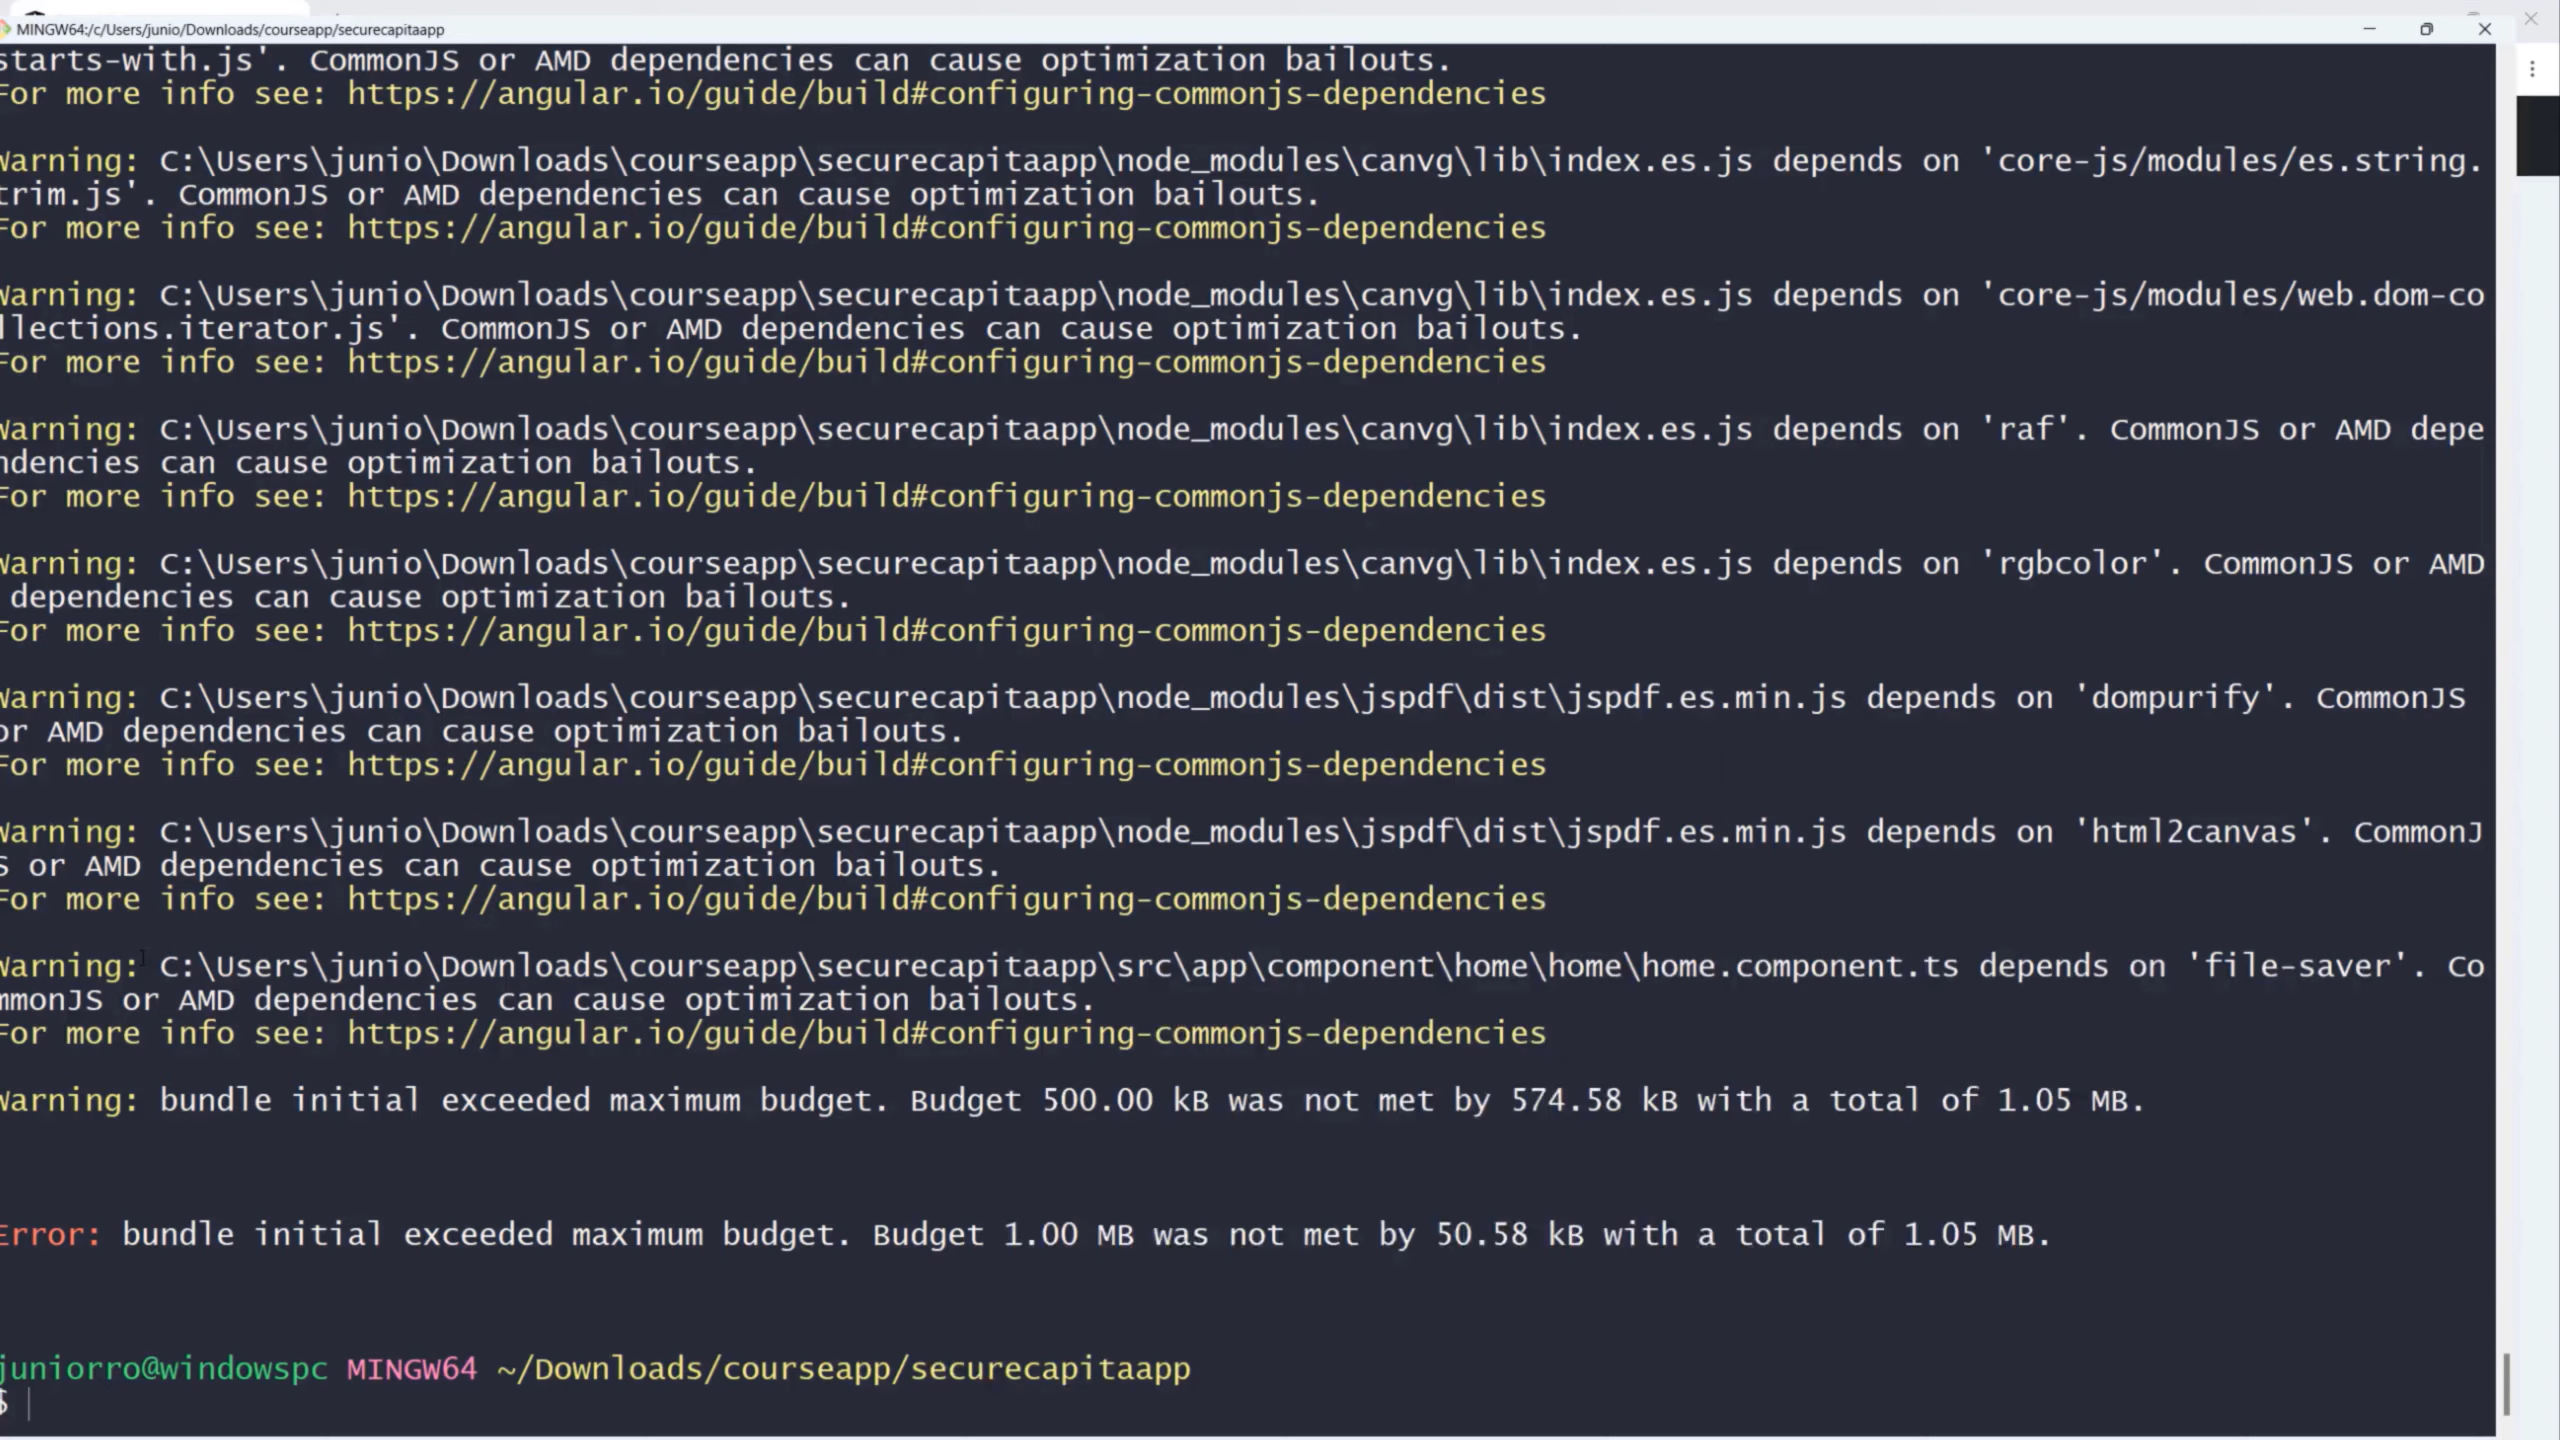 MINGW64:/c/Users/junio/Downloads/courseapp/securecapitaapp
starts-with.js'. CommonJS or AMD dependencies can cause optimization bailouts.
For more info see: https://angular.io/guide/build#configuring-commonjs-dependencies
Warning: C:\Users\junio\Downloads\courseapp\securecapitaapp\node_modules\canvg\lib\index.es.js depends on 'core-js/modules/es.string.
trim.js'. CommonJS or AMD dependencies can cause optimization bailouts.
For more info see: https://angular.io/guide/build#configuring-commonjs-dependencies
Warning: C:\Users\junio\Downloads\courseapp\securecapitaapp\node_modules\canvg\lib\index.es.js depends on 'core-js/modules/web.dom-co
llections.iterator.js'. CommonJS or AMD dependencies can cause optimization bailouts.
For more info see: https://angular.io/guide/build#configuring-commonjs-dependencies
Warning: C:\Users\junio\Downloads\courseapp\securecapitaapp\node_modules\canvg\lib\index.es.js depends on 'raf'. CommonJS or AMD depe
ndencies can cause optimization bailouts.
For more info see: https://angular.io/guide/build#configuring-commonjs-dependencies
Warning: C:\Users\junio\Downloads\courseapp\securecapitaapp\node_modules\canvg\lib\index.es.js depends on 'rgbcolor'. CommonJS or AMD
dependencies can cause optimization bailouts.
For more info see: https://angular.io/guide/build#configuring-commonjs-dependencies
Warning: C:\Users\junio\Downloads\courseapp\securecapitaapp\node_modules\jspdf\dist\jspdf.es.min.js depends on 'dompurify'. CommonJS
or AMD dependencies can cause optimization bailouts.
For more info see: https://angular.io/guide/build#configuring-commonjs-dependencies
Warning: C:\Users\junio\Downloads\courseapp\securecapitaapp\node_modules\jspdf\dist\jspdf.es.min.js depends on 'html2canvas'. CommonJ
S or AMD dependencies can cause optimization bailouts.
For more info see: https://angular.io/guide/build#configuring-commonjs-dependencies
Warning: C:\Users\junio\Downloads\courseapp\securecapitaapp\src\app\component\home\home\home.component.ts depends on 'file-saver'. Co
mmonJS or AMD dependencies can cause optimization bailouts.
For more info see: https://angular.io/guide/build#configuring-commonjs-dependencies
Warning: bundle initial exceeded maximum budget. Budget 500.00 kB was not met by 574.58 kB with a total of 1.05 MB.
Error: bundle initial exceeded maximum budget. Budget 1.00 MB was not met by 50.58 kB with a total of 1.05 MB.
juniorro@windowspc MINGW64 ~/Downloads/courseapp/securecapitaapp
$